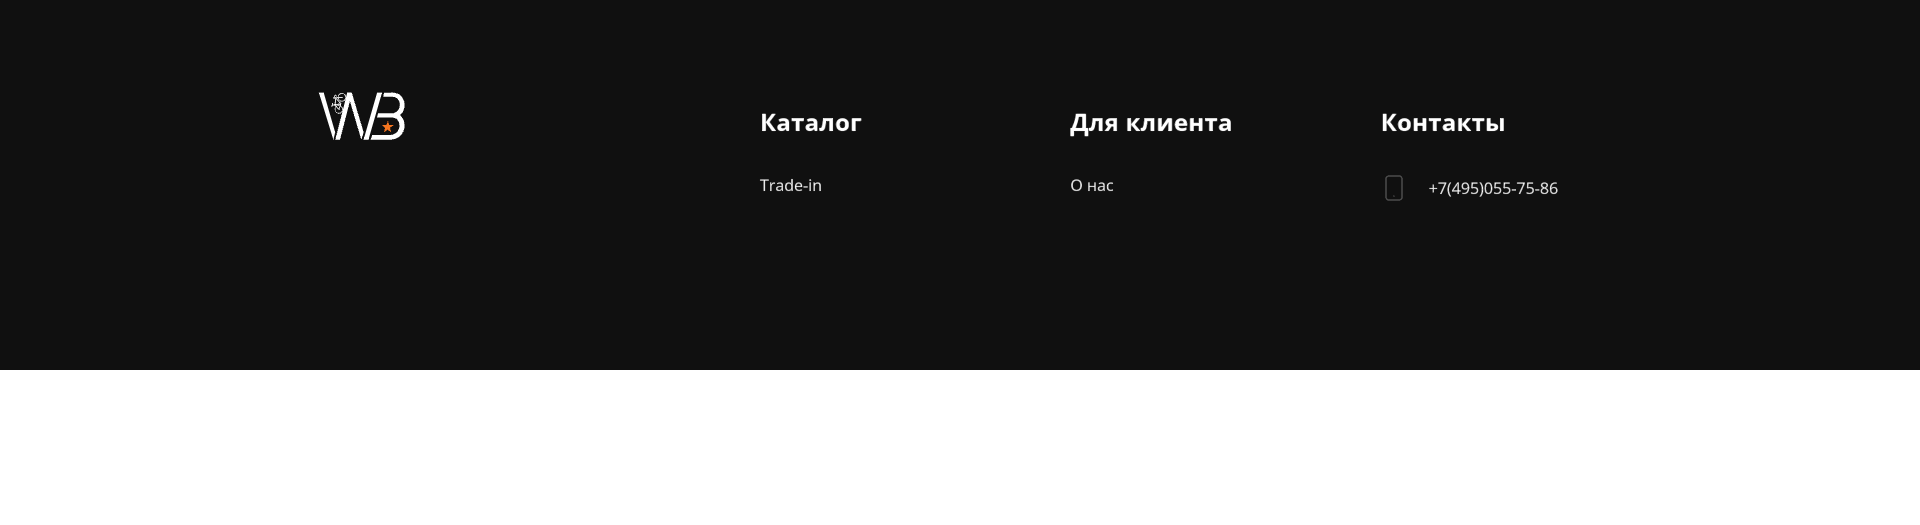 WB
Каталог
Для клиента
Контакты
Trade-in
О нас
+7(495)055-75-86